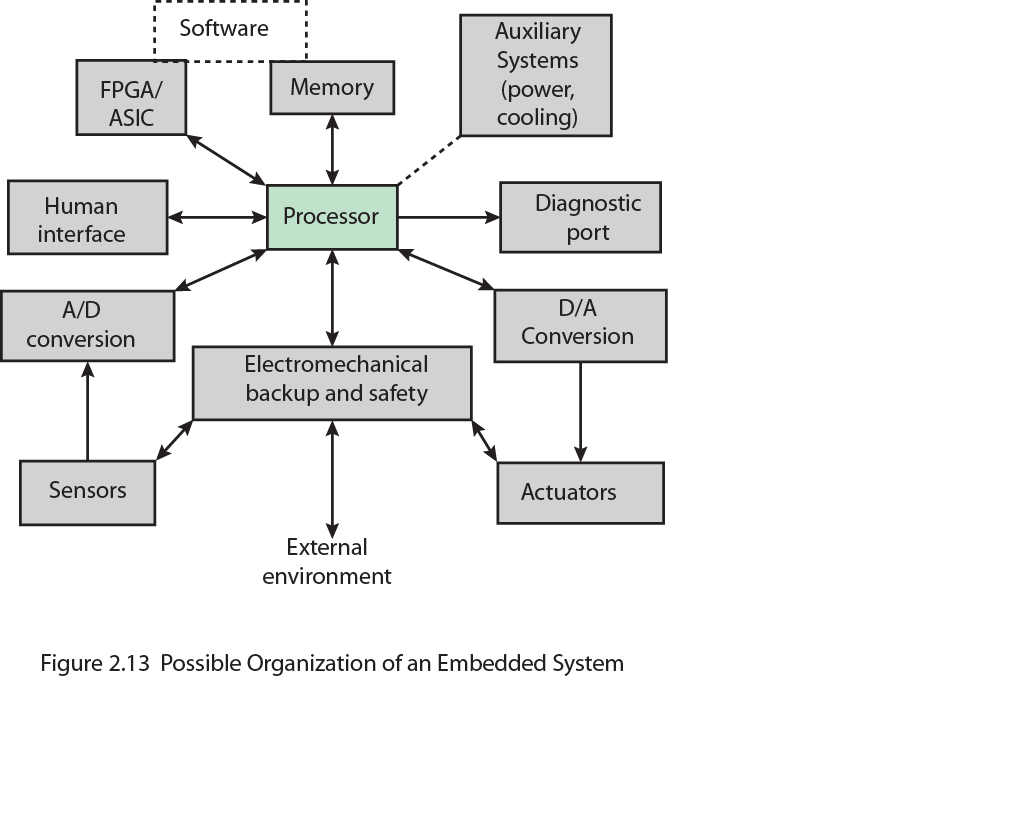 Software
Auxiliary
Systems
(power,
cooling)
FPGA/
ASIC
Memory
Human
interface
Processor
Diagnostic
port
A/D
conversion
D/A
Conversion
Electromechanical
backup and safety
Sensors
Actuators
External
environment
Figure 2.13 Possible Organization of an Embedded System